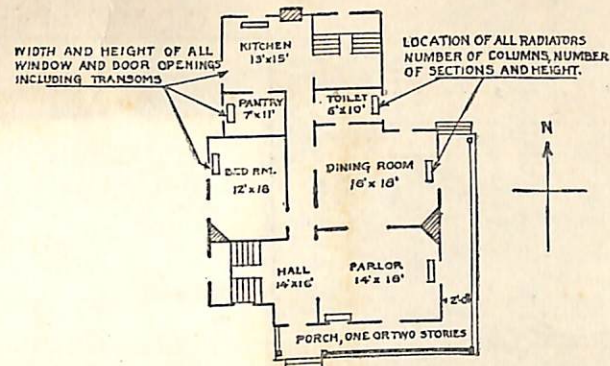 WIDTH AND HEIGHT OF ALL
WINDOW AND DOOR OPENINGS
INCLUDING TRANSOMS
LOCATION OF ALL RADIATORS
NUMBER OF COLUMNS, NUMBER
OF SECTIONS AND HEIGHT.
KITCHEN
13'x15'
PANTRY
7'x11'
TOILET
6'x10'
BED RM.
12'x18
DINING ROOM
16'x18'
N
HALL
14'x16'
PARLOR
14'x18'
2'-6"
PORCH, ONE OR TWO STORIES